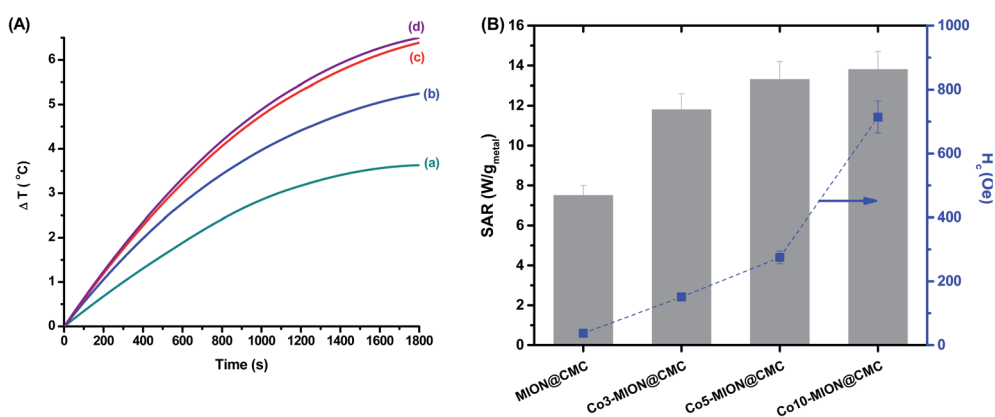 (A)
6
5
4
3
2
1
0
0 200 400 600 800 1000 1200 1400 1600 1800
Δ T ( °C)
Time (s)
(d)
(c)
(b)
(a)
(B)
16
14
12
10
8
6
4
2
0
SAR (W/g_metal)
1000
800
600
400
200
0
H_c (Oe)
MION@CMC
Co3-MION@CMC
Co5-MION@CMC
Co10-MION@CMC